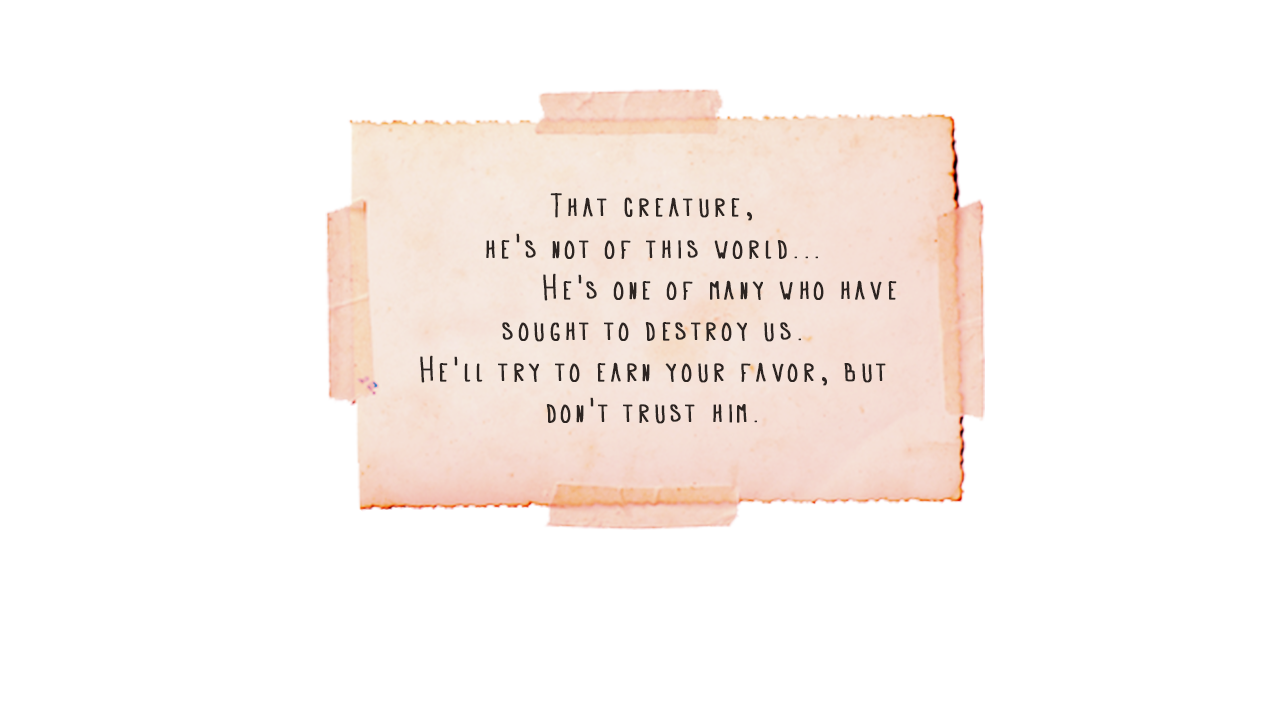 That creature,
he's not of this world...
He's one of many who have
sought to destroy us.
He'll try to earn your favor, but
don't trust him.